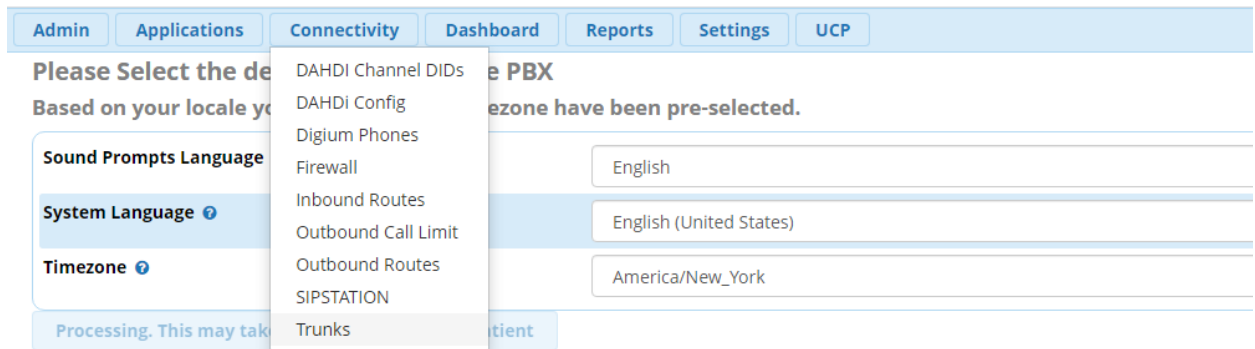 Admin Applications Connectivity Dashboard Reports Settings UCP
Please Select the de e PBX
Based on your locale yo ezone have been pre-selected.
Sound Prompts Language English
System Language English (United States)
Timezone America/New_York
Processing. This may tak tient
DAHDI Channel DIDs
DAHDi Config
Digium Phones
Firewall
Inbound Routes
Outbound Call Limit
Outbound Routes
SIPSTATION
Trunks